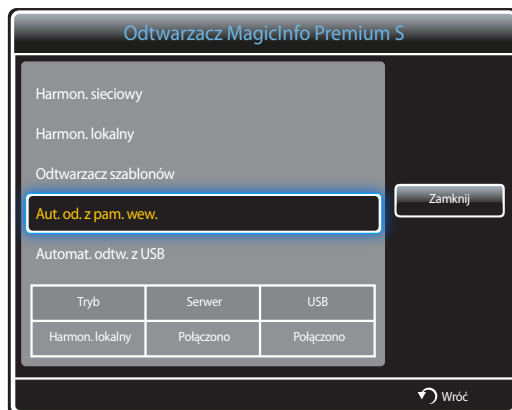 Odtwarzacz MagicInfo Premium S
Harmon. sieciowy
Harmon. lokalny
Odtwarzacz szablonów
Aut. od. z pam. wew.
Automat. odtw. z USB
Zamknij
Tryb Serwer USB
Harmon. lokalny Połączono Połączono
Wróć